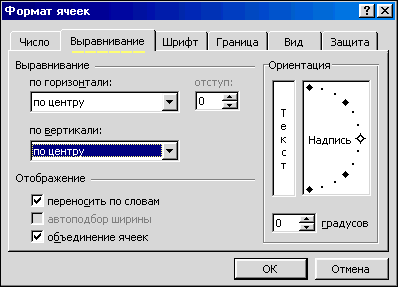 Формат ячеек
Число
Выравнивание
Шрифт
Граница
Вид
Защита
Выравнивание
по горизонтали:
отступ:
по центру
0
по вертикали:
по центру
Отображение
переносить по словам
автоподбор ширины
объединение ячеек
Ориентация
Текст
Надпись
0 градусов
ОК
Отмена